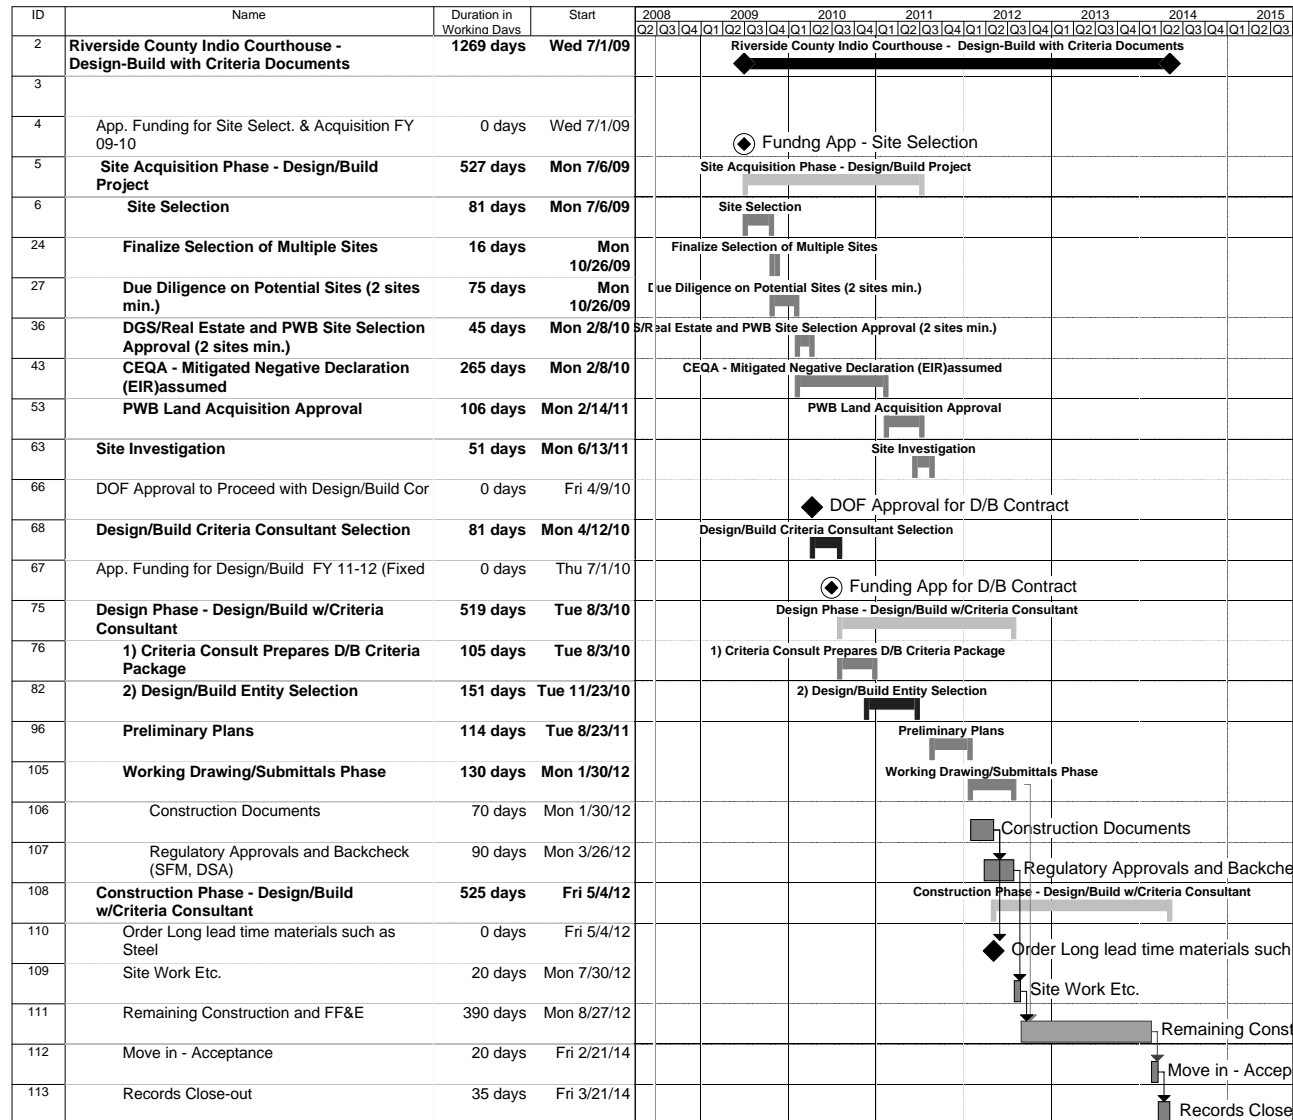 ID Name Duration in Working Days Start 2008 2009 2010 2011 2012 2013 2014 2015
Q2 Q3 Q4 Q1 Q2 Q3 Q4 Q1 Q2 Q3 Q4 Q1 Q2 Q3 Q4 Q1 Q2 Q3 Q4 Q1 Q2 Q3 Q4 Q1 Q2 Q3 Q4 Q1 Q2 Q3
2 Riverside County Indio Courthouse - 1269 days Wed 7/1/09 Riverside County Indio Courthouse - Design-Build with Criteria Documents
Design-Build with Criteria Documents
3
4 App. Funding for Site Select. & Acquisition FY 0 days Wed 7/1/09
09-10 Fundng App - Site Selection
5 Site Acquisition Phase - Design/Build 527 days Mon 7/6/09 Site Acquisition Phase - Design/Build Project
Project
6 Site Selection 81 days Mon 7/6/09 Site Selection
24 Finalize Selection of Multiple Sites 16 days Mon Finalize Selection of Multiple Sites
10/26/09
27 Due Diligence on Potential Sites (2 sites 75 days Mon Due Diligence on Potential Sites (2 sites min.)
min.) 10/26/09
36 DGS/Real Estate and PWB Site Selection 45 days Mon 2/8/10 S/Real Estate and PWB Site Selection Approval (2 sites min.)
Approval (2 sites min.)
43 CEQA - Mitigated Negative Declaration 265 days Mon 2/8/10 CEQA - Mitigated Negative Declaration (EIR)assumed
(EIR)assumed
53 PWB Land Acquisition Approval 106 days Mon 2/14/11 PWB Land Acquisition Approval
63 Site Investigation 51 days Mon 6/13/11 Site Investigation
66 DOF Approval to Proceed with Design/Build Cor 0 days Fri 4/9/10
DOF Approval for D/B Contract
68 Design/Build Criteria Consultant Selection 81 days Mon 4/12/10 Design/Build Criteria Consultant Selection
67 App. Funding for Design/Build FY 11-12 (Fixed 0 days Thu 7/1/10
Funding App for D/B Contract
75 Design Phase - Design/Build w/Criteria 519 days Tue 8/3/10 Design Phase - Design/Build w/Criteria Consultant
Consultant
76 1) Criteria Consult Prepares D/B Criteria 105 days Tue 8/3/10 1) Criteria Consult Prepares D/B Criteria Package
Package
82 2) Design/Build Entity Selection 151 days Tue 11/23/10 2) Design/Build Entity Selection
96 Preliminary Plans 114 days Tue 8/23/11 Preliminary Plans
105 Working Drawing/Submittals Phase 130 days Mon 1/30/12 Working Drawing/Submittals Phase
106 Construction Documents 70 days Mon 1/30/12
Construction Documents
107 Regulatory Approvals and Backcheck 90 days Mon 3/26/12
(SFM, DSA) Regulatory Approvals and Backche
108 Construction Phase - Design/Build 525 days Fri 5/4/12 Construction Phase - Design/Build w/Criteria Consultant
w/Criteria Consultant
110 Order Long lead time materials such as 0 days Fri 5/4/12
Steel Order Long lead time materials such
109 Site Work Etc. 20 days Mon 7/30/12
Site Work Etc.
111 Remaining Construction and FF&E 390 days Mon 8/27/12
Remaining Const
112 Move in - Acceptance 20 days Fri 2/21/14
Move in - Accep
113 Records Close-out 35 days Fri 3/21/14
Records Close